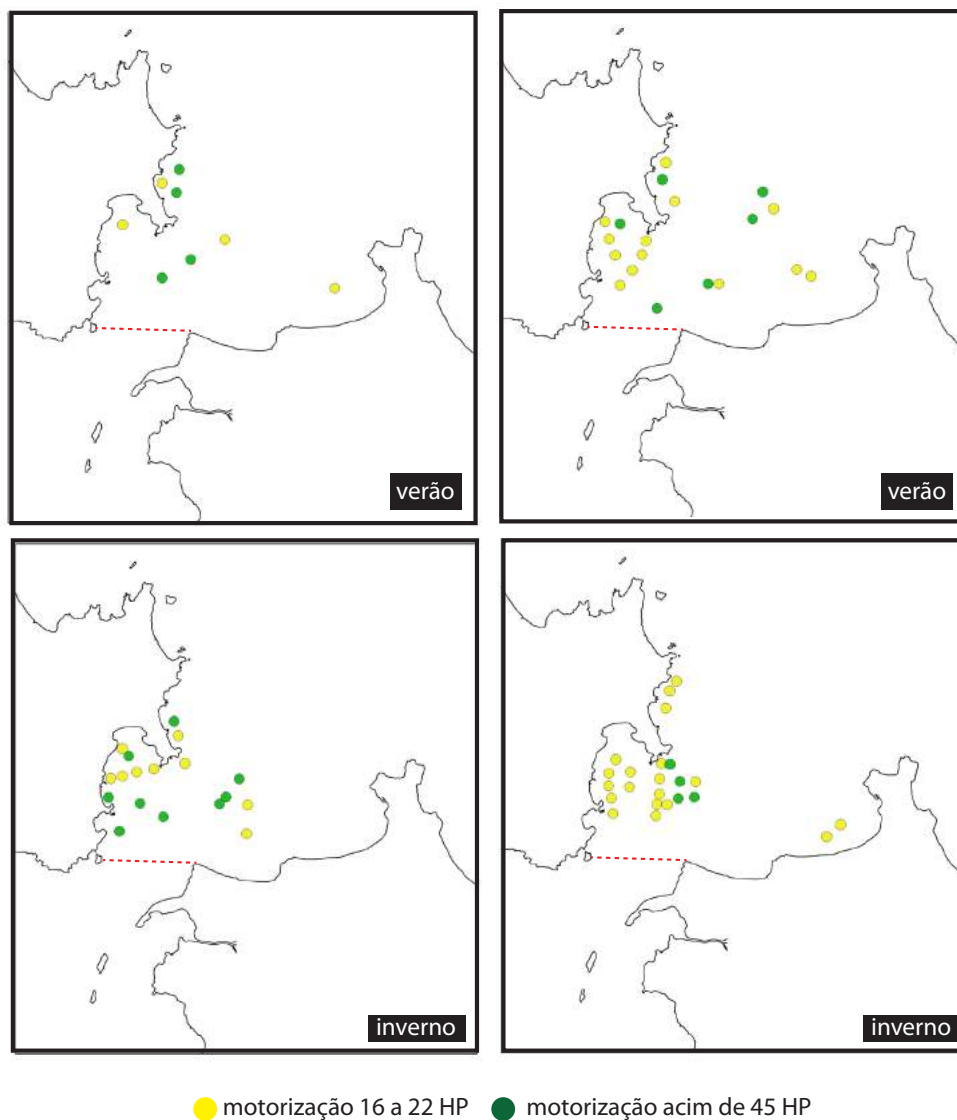 verão
verão
inverno
inverno
motorização 16 a 22 HP
motorização acim de 45 HP